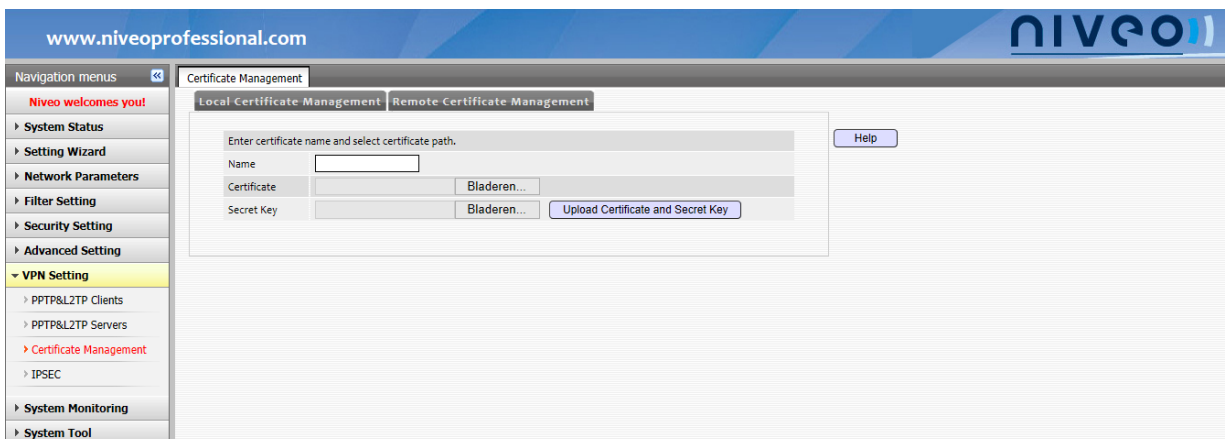 www.niveoprofessional.com
niveo
Navigation menus
Niveo welcomes you!
System Status
Setting Wizard
Network Parameters
Filter Setting
Security Setting
Advanced Setting
VPN Setting
PPTP&L2TP Clients
PPTP&L2TP Servers
Certificate Management
IPSEC
System Monitoring
System Tool
Certificate Management
Local Certificate Management Remote Certificate Management
Enter certificate name and select certificate path.
Name
Certificate Bladeren...
Secret Key Bladeren... Upload Certificate and Secret Key
Help